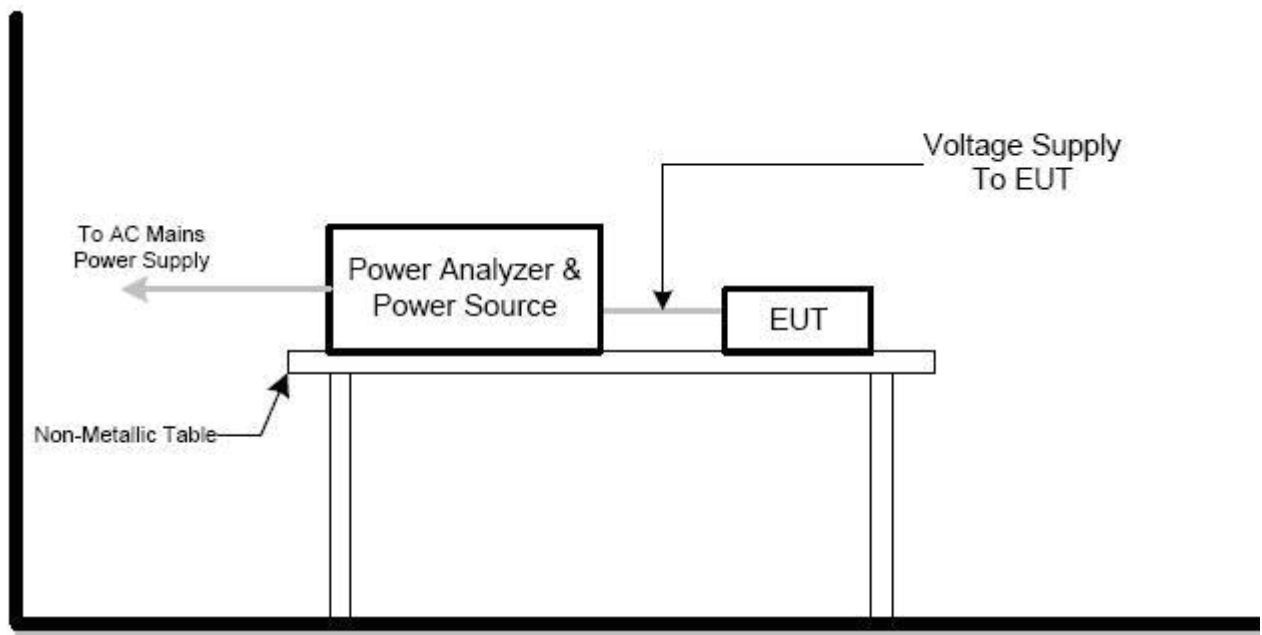 Voltage Supply
To EUT
To AC Mains
Power Supply
Power Analyzer &
Power Source
EUT
Non-Metallic Table